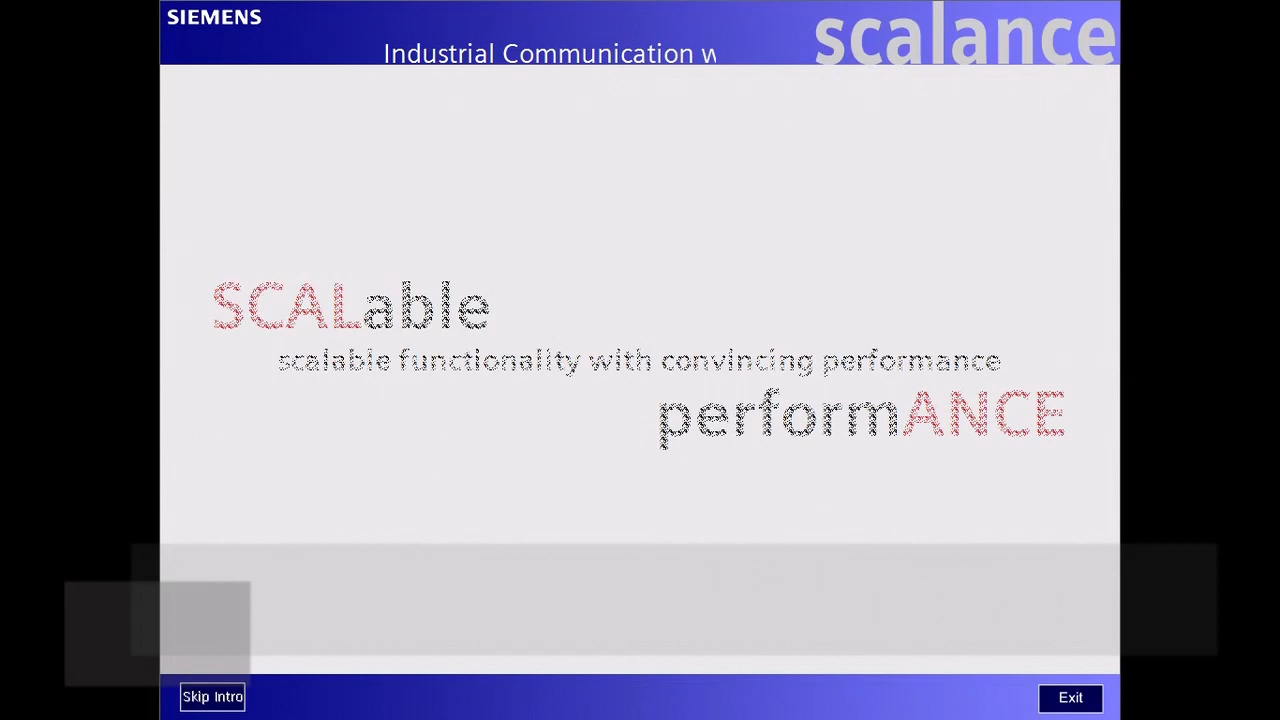 SIEMENS
scalance
Industrial Communication w
SCALable
scalable functionality with convincing performance
performANCE
Skip Intro
Exit